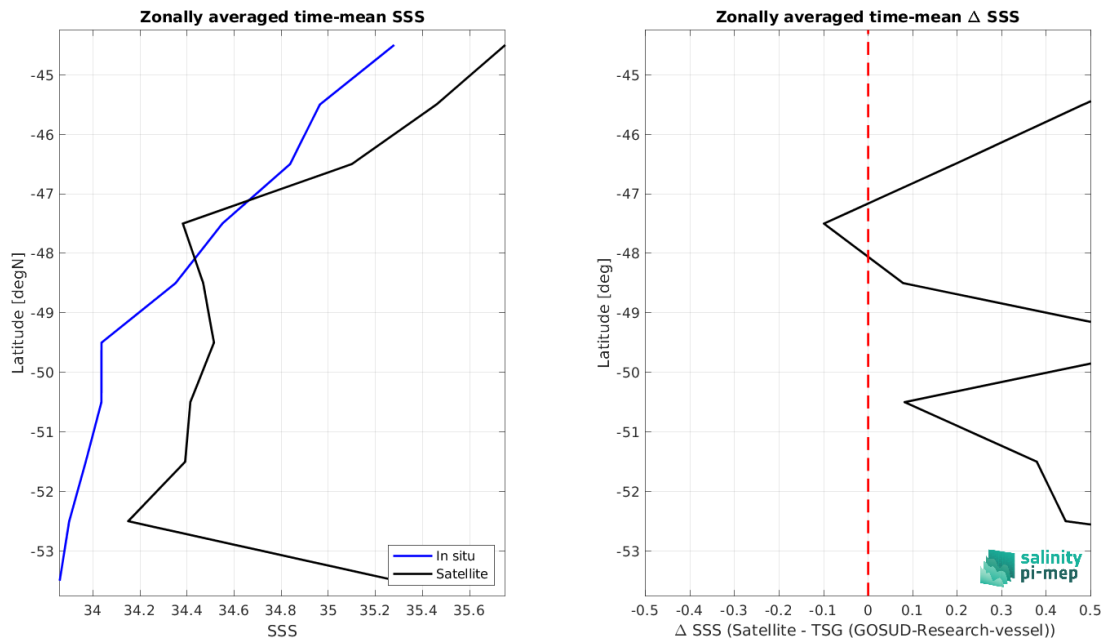 Zonally averaged time-mean SSS
-45
-46
-47
-48
-49
-50
-51
-52
-53
Latitude [degN]
In situ
Satellite
34 34.2 34.4 34.6 34.8 35 35.2 35.4 35.6
SSS
Zonally averaged time-mean Δ SSS
-45
-46
-47
-48
-49
-50
-51
-52
-53
Latitude [deg]
salinity
pi-mep
-0.5 -0.4 -0.3 -0.2 -0.1 0 0.1 0.2 0.3 0.4 0.5
Δ SSS (Satellite - TSG (GOSUD-Research-vessel))